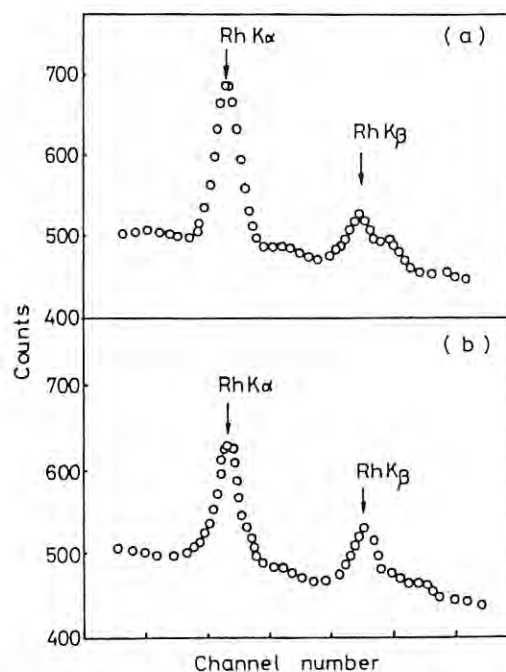 (a)
Rh Kα
Rh Kβ
700
600
500
400
Counts
(b)
Rh Kα
Rh Kβ
700
600
500
400
Channel number